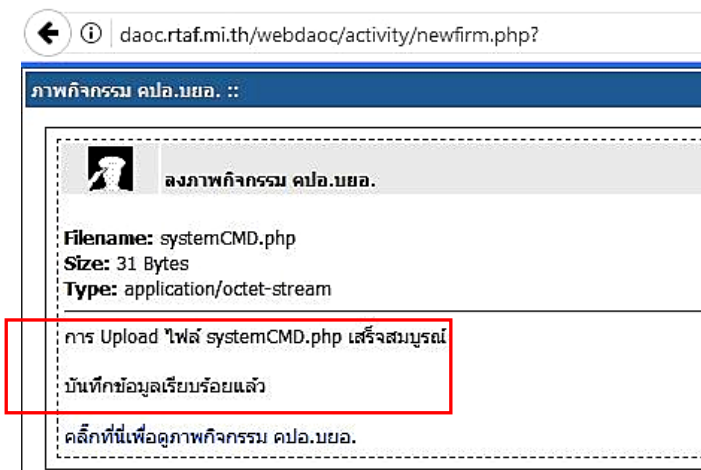 daoc.rtaf.mi.th/webdaoc/activity/newfirm.php?
ภาพกิจกรรม คปอ.บยอ. ::
ลงภาพกิจกรรม คปอ.บยอ.
Filename: systemCMD.php
Size: 31 Bytes
Type: application/octet-stream
การ Upload ไฟล์ systemCMD.php เสร็จสมบูรณ์
บันทึกข้อมูลเรียบร้อยแล้ว
คลิ๊กที่นี่เพื่อดูภาพกิจกรรม คปอ.บยอ.